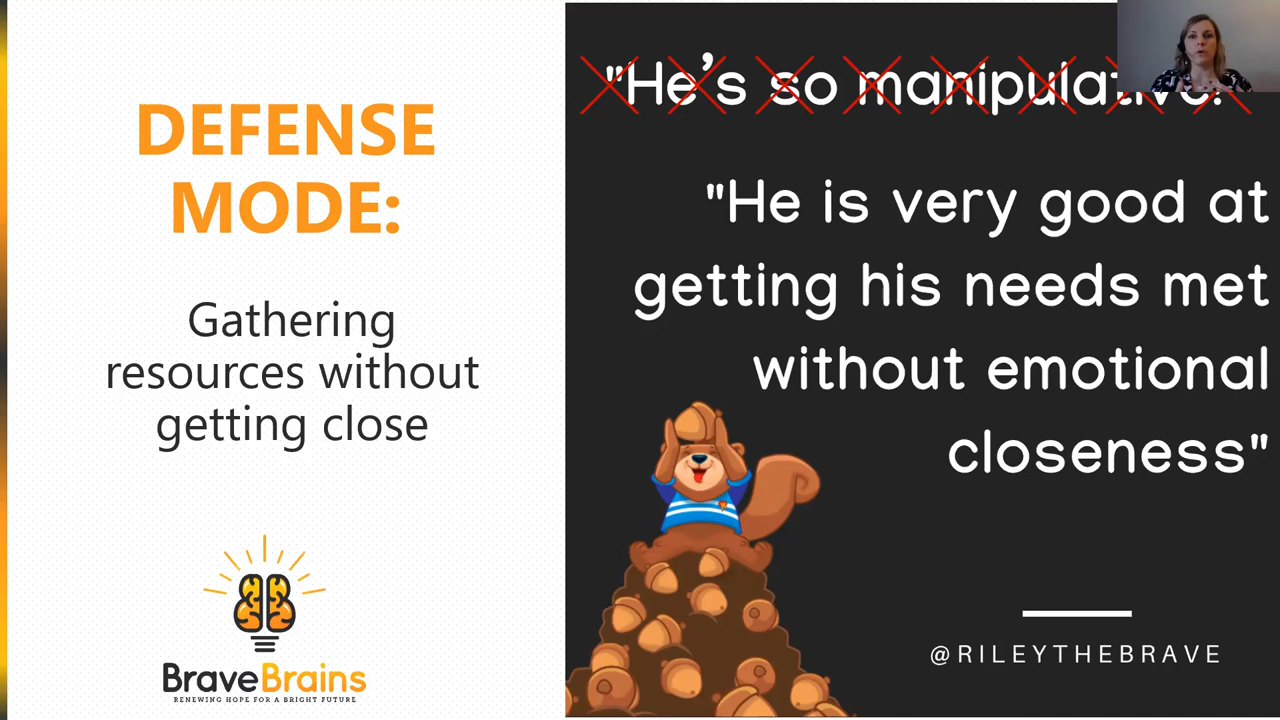 DEFENSE
MODE:
Gathering
resources without
getting close
BraveBrains
RENEWING HOPE FOR A BRIGHT FUTURE
"He's so manipulative!
"He is very good at
getting his needs met
without emotional
closeness"
@RILEYTHEBRAVE